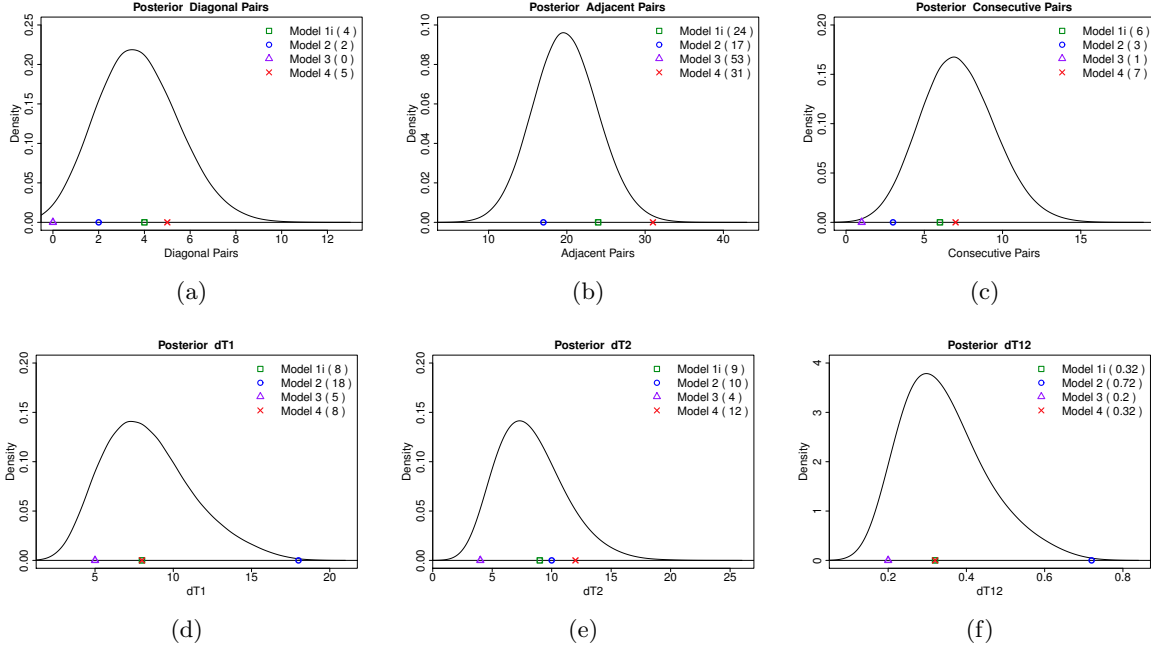 Posterior Diagonal Pairs
Density
0.00 0.05 0.10 0.15 0.20 0.25
Model 1i ( 4 )
Model 2 ( 2 )
Model 3 ( 0 )
Model 4 ( 5 )
0 2 4 6 8 10 12
Diagonal Pairs
(a)
Posterior Adjacent Pairs
Density
0.00 0.02 0.04 0.06 0.08 0.10
Model 1i ( 24 )
Model 2 ( 17 )
Model 3 ( 53 )
Model 4 ( 31 )
10 20 30 40
Adjacent Pairs
(b)
Posterior Consecutive Pairs
Density
0.00 0.05 0.10 0.15 0.20
Model 1i ( 6 )
Model 2 ( 3 )
Model 3 ( 1 )
Model 4 ( 7 )
0 5 10 15
Consecutive Pairs
(c)
Posterior dT1
Density
0.00 0.05 0.10 0.15 0.20
Model 1i ( 8 )
Model 2 ( 18 )
Model 3 ( 5 )
Model 4 ( 8 )
5 10 15 20
dT1
(d)
Posterior dT2
Density
0.00 0.05 0.10 0.15 0.20
Model 1i ( 9 )
Model 2 ( 10 )
Model 3 ( 4 )
Model 4 ( 12 )
0 5 10 15 20 25
dT2
(e)
Posterior dT12
Density
0 1 2 3 4
Model 1i ( 0.32 )
Model 2 ( 0.72 )
Model 3 ( 0.2 )
Model 4 ( 0.32 )
0.2 0.4 0.6 0.8
dT12
(f)